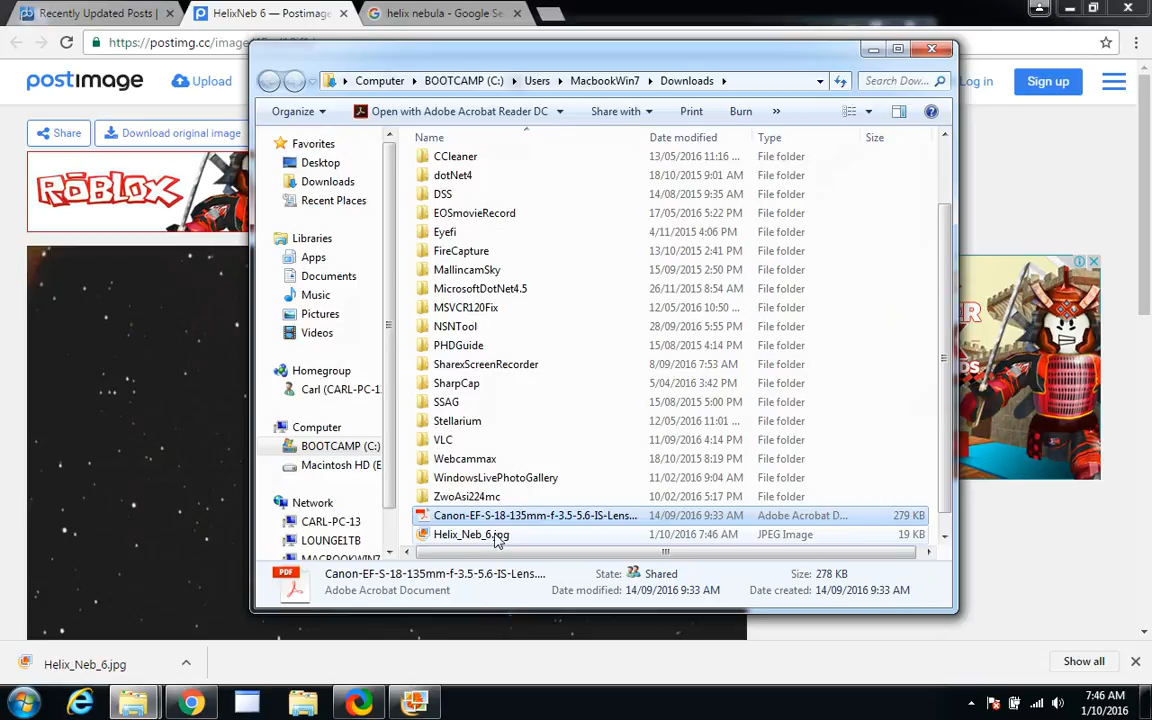 Recently Updated Posts |
HelixNeb 6 — Postimage
helix nebula - Google Se
https://postimg.cc/image
postimage
Upload
og in
Sign up
Share
Download original image
ROBLOX
Computer
BOOTCAMP (C:)
Users
MacbookWin7
Downloads
Search Dow...
Organize
Open with Adobe Acrobat Reader DC
Share with
Print
Burn
»
Name
Date modified
Type
Size
Favorites
Desktop
Downloads
Recent Places
Libraries
Apps
Documents
Music
Pictures
Videos
Homegroup
Carl (CARL-PC-1
Computer
BOOTCAMP (C:)
Macintosh HD (E
Network
CARL-PC-13
LOUNGE1TB
MACBOOKWIN7
CCleaner 13/05/2016 11:16 ... File folder
dotNet4 18/10/2015 9:01 AM File folder
DSS 14/08/2015 9:35 AM File folder
EOSmovieRecord 17/05/2016 5:22 PM File folder
Eyefi 4/11/2015 4:06 PM File folder
FireCapture 13/10/2015 2:41 PM File folder
MallincamSky 15/09/2015 2:50 PM File folder
MicrosoftDotNet4.5 26/11/2015 8:54 AM File folder
MSVCR120Fix 12/05/2016 10:50 ... File folder
NSNTool 28/09/2016 5:55 PM File folder
PHDGuide 15/08/2015 9:45 AM File folder
SharexScreenRecorder 8/09/2016 7:53 AM File folder
SharpCap 5/04/2016 3:42 PM File folder
SSAG 15/08/2015 5:00 PM File folder
Stellarium 12/05/2016 11:01 ... File folder
VLC 11/09/2016 4:14 PM File folder
Webcammax 18/10/2015 8:19 PM File folder
WindowsLivePhotoGallery 11/02/2016 9:04 AM File folder
ZwoAsi224mc 10/02/2016 5:17 PM File folder
Canon-EF-S-18-135mm-f-3.5-5.6-IS-Lens... 14/09/2016 9:33 AM Adobe Acrobat D... 279 KB
Helix_Neb_6.jpg 1/10/2016 7:46 AM JPEG Image 19 KB
PDF
Canon-EF-S-18-135mm-f-3.5-5.6-IS-Lens....
State: Shared
Size: 278 KB
Adobe Acrobat Document
Date modified: 14/09/2016 9:33 AM
Date created: 14/09/2016 9:33 AM
Helix_Neb_6.jpg
Show all
7:46 AM
1/10/2016